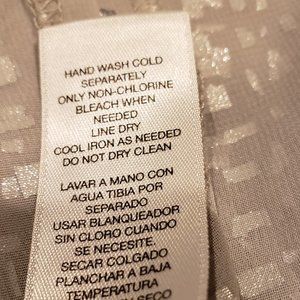 HAND WASH COLD
SEPARATELY
ONLY NON-CHLORINE
BLEACH WHEN
NEEDED
LINE DRY
COOL IRON AS NEEDED
DO NOT DRY CLEAN
LAVAR A MANO CON
AGUA TIBIA POR
SEPARADO
USAR BLANQUEADOR
SIN CLORO CUANDO
SE NECESITE.
SECAR COLGADO
PLANCHAR A BAJA
TEMPERATURA
EN SECO